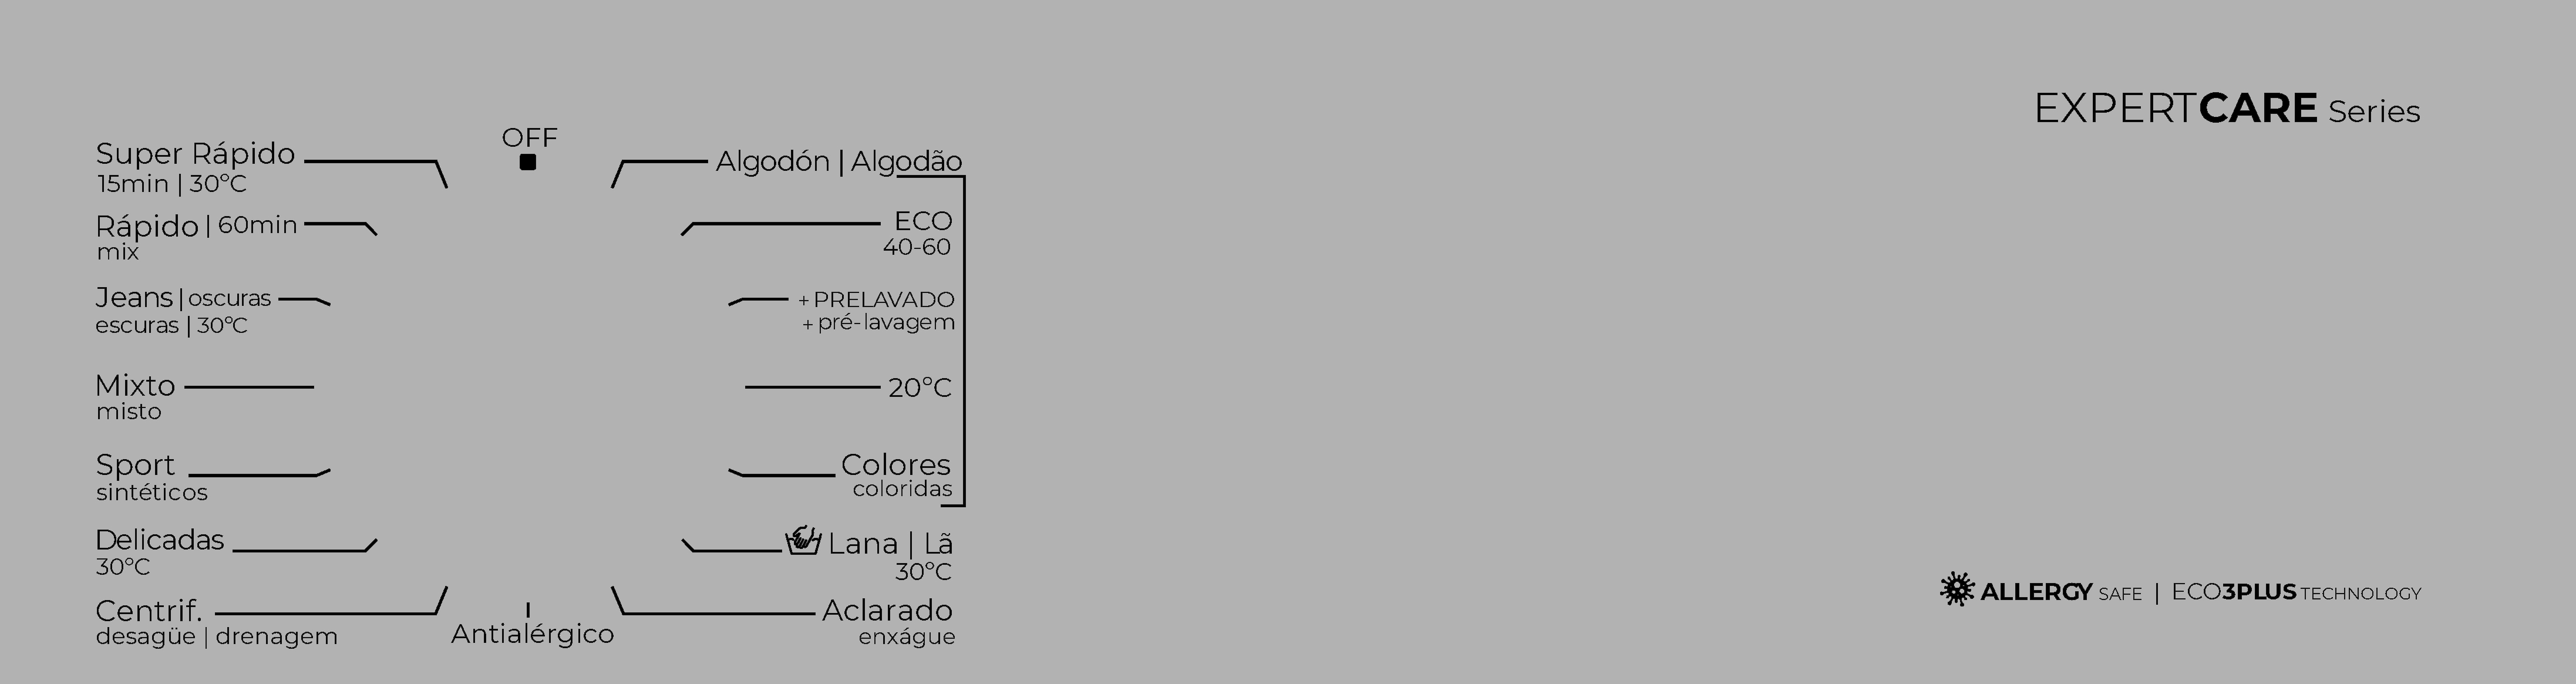 EXPERTCARE Series
OFF
Super Rápido
15min | 30°C
Rápido | 60min
mix
Jeans | oscuras
escuras | 30°C
Mixto
misto
Sport
sintéticos
Delicadas
30°C
Centrif.
desagüe | drenagem
Antialérgico
Algodón | Algodão
ECO
40-60
+ PRELAVADO
+ pré-lavagem
20°C
Colores
coloridas
Lana | Lã
30°C
Aclarado
enxágue
ALLERGY SAFE | ECO3PLUS TECHNOLOGY